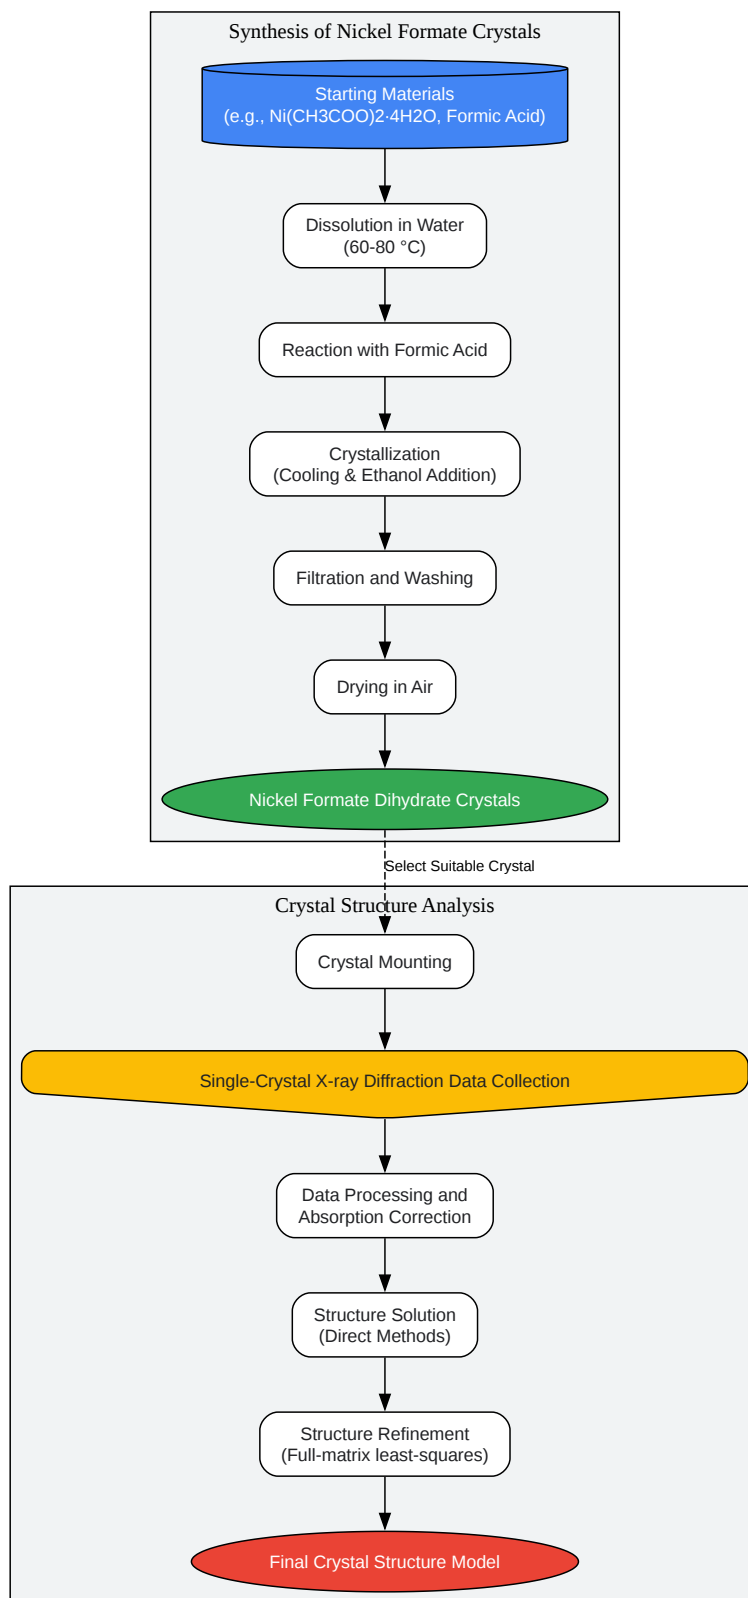 Synthesis of Nickel Formate Crystals
Starting Materials
(e.g., Ni(CH3COO)2·4H2O, Formic Acid)
Dissolution in Water
(60-80 °C)
Reaction with Formic Acid
Crystallization
(Cooling & Ethanol Addition)
Filtration and Washing
Drying in Air
Nickel Formate Dihydrate Crystals
Select Suitable Crystal
Crystal Structure Analysis
Crystal Mounting
Single-Crystal X-ray Diffraction Data Collection
Data Processing and
Absorption Correction
Structure Solution
(Direct Methods)
Structure Refinement
(Full-matrix least-squares)
Final Crystal Structure Model